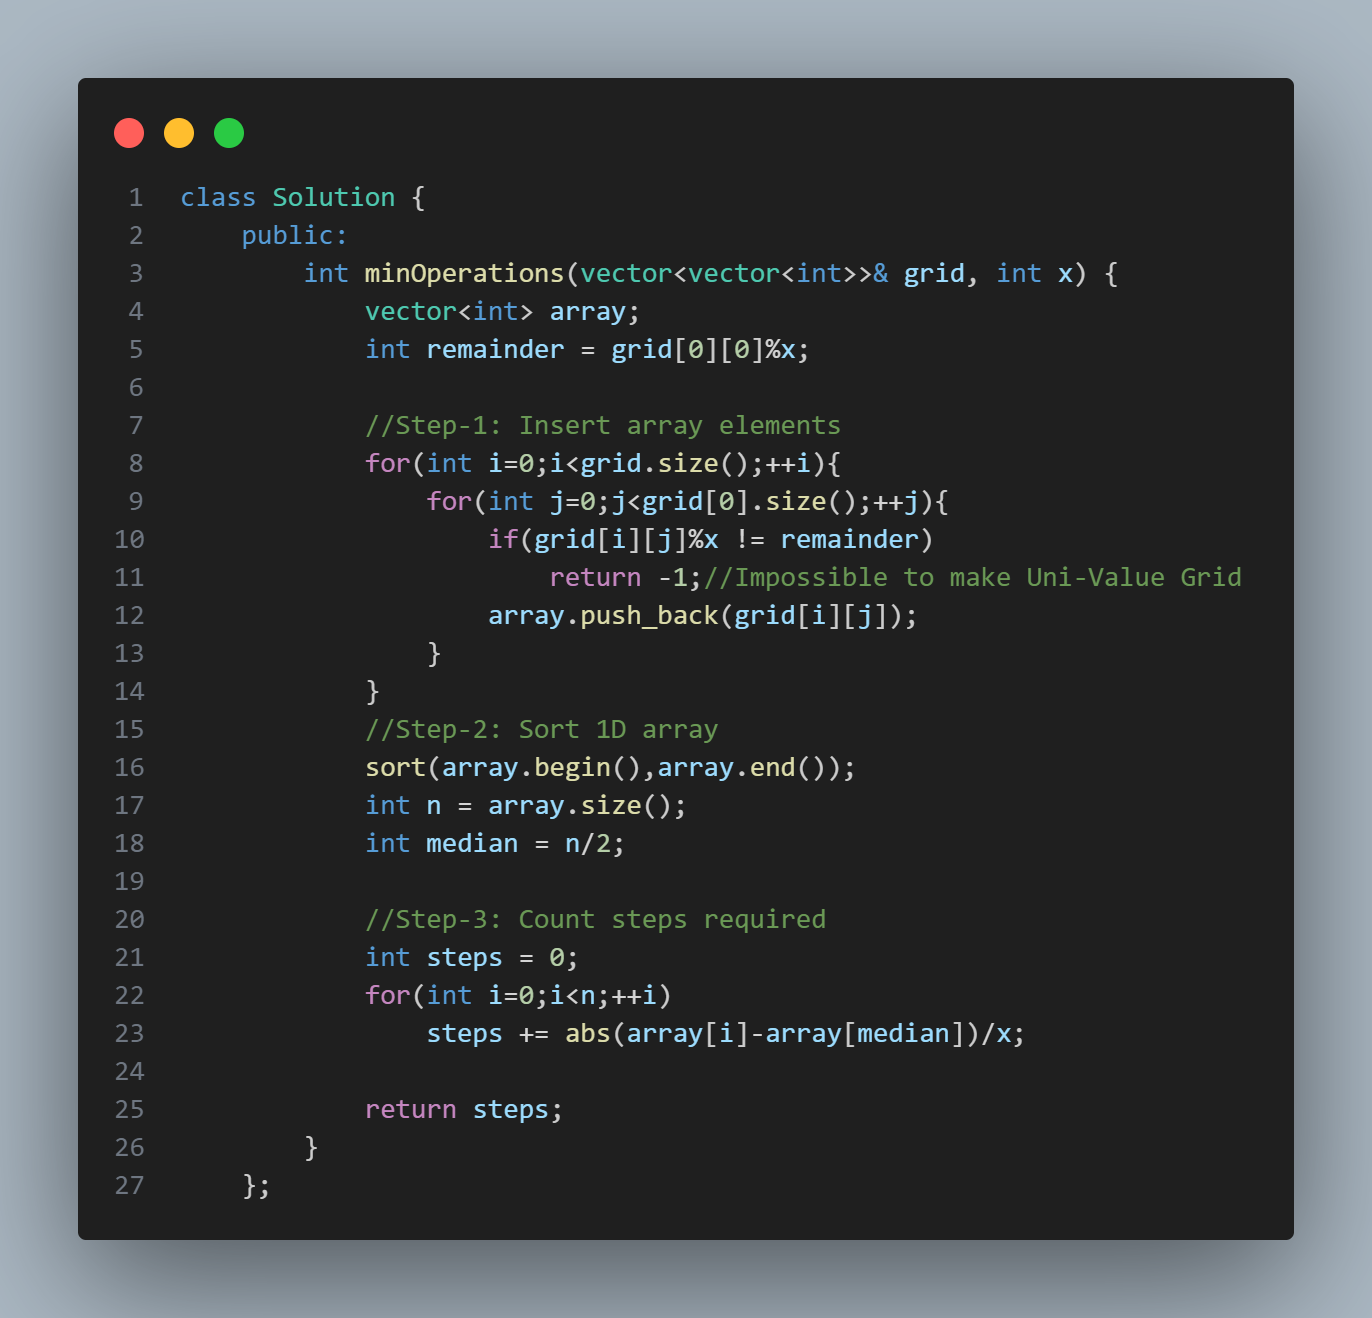 1 class Solution {
2     public:
3         int minOperations(vector<vector<int>>& grid, int x) {
4             vector<int> array;
5             int remainder = grid[0][0]%x;
6
7             //Step-1: Insert array elements
8             for(int i=0;i<grid.size();++i){
9                 for(int j=0;j<grid[0].size();++j){
10                     if(grid[i][j]%x != remainder)
11                         return -1;//Impossible to make Uni-Value Grid
12                     array.push_back(grid[i][j]);
13                 }
14             }
15             //Step-2: Sort 1D array
16             sort(array.begin(),array.end());
17             int n = array.size();
18             int median = n/2;
19
20             //Step-3: Count steps required
21             int steps = 0;
22             for(int i=0;i<n;++i)
23                 steps += abs(array[i]-array[median])/x;
24
25             return steps;
26         }
27     };